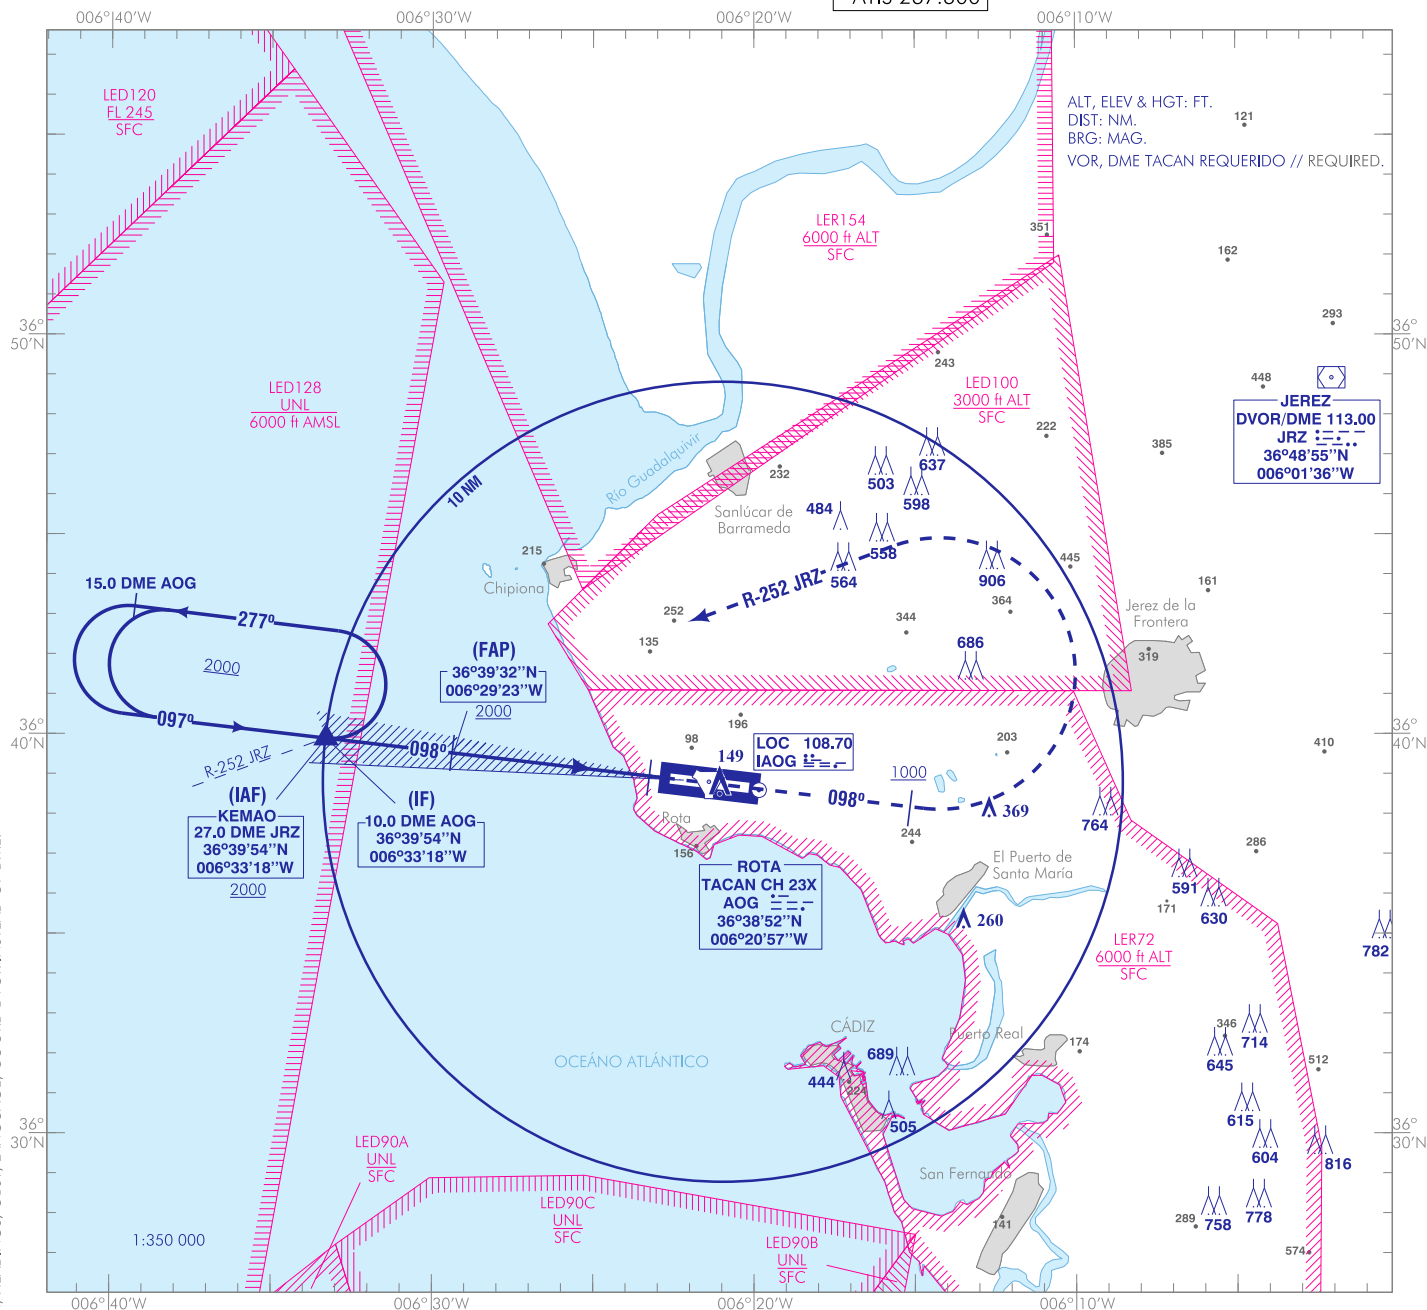 ATIS 267.000
006°40'W
006°30'W
006°20'W
006°10'W
LED120
FL 245
SFC
ALT, ELEV & HGT: FT.
DIST: NM.
BRG: MAG.
VOR, DME TACAN REQUERIDO // REQUIRED.
121
LER154
6000 ft ALT
SFC
351
162
293
36°
50'N
36°
50'N
243
LED128
UNL
6000 ft AMSL
LED100
3000 ft ALT
SFC
448
JEREZ
DVOR/DME 113.00
JRZ
36°48'55''N
006°01'36''W
222
385
637
503
598
Río Guadalquivir
10 NM
232
Sanlúcar de
Barrameda
484
558
564
906
445
215
Chipiona
15.0 DME AOG
R-252 JRZ
161
364
Jerez de la
Frontera
277º
252
344
135
686
319
2000
(FAP)
36°39'32''N
006°29'23''W
2000
097º
36°
40'N
36°
40'N
196
98
203
410
R-252 JRZ
098º
LOC 108.70
IAOG
149
1000
098º
369
764
(IAF)
KEMAO
27.0 DME JRZ
36°39'54''N
006°33'18''W
2000
(IF)
10.0 DME AOG
36°39'54''N
006°33'18''W
Rota
156
244
286
ROTA
TACAN CH 23X
AOG
36°38'52''N
006°20'57''W
El Puerto de
Santa María
591
630
171
260
782
LER72
6000 ft ALT
SFC
CÁDIZ
Puerto Real
174
346
714
645
512
OCEÁNO ATLÁNTICO
689
444
224
505
615
604
816
36°
30'N
36°
30'N
LED90A
UNL
SFC
San Fernando
LED90C
UNL
SFC
141
289
758
778
574
1:350 000
LED90B
UNL
SFC
006°40'W
006°30'W
006°20'W
006°10'W